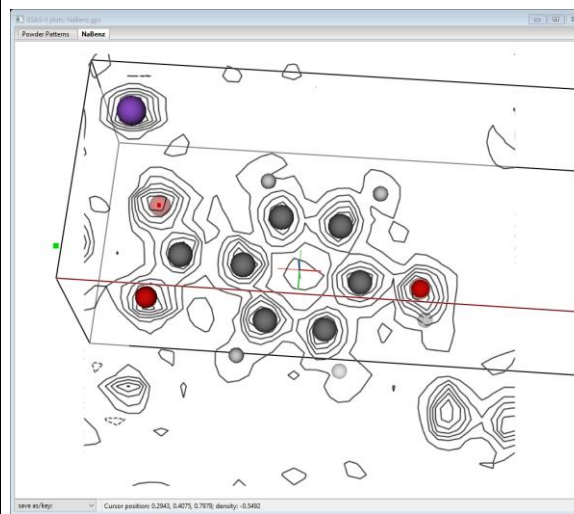 GSAS-II plots: NaBenz.gpx
Powder Patterns NaBenz
save as/key: Cursor position: 0.2943, 0.4075, 0.7978; density: -0.5492